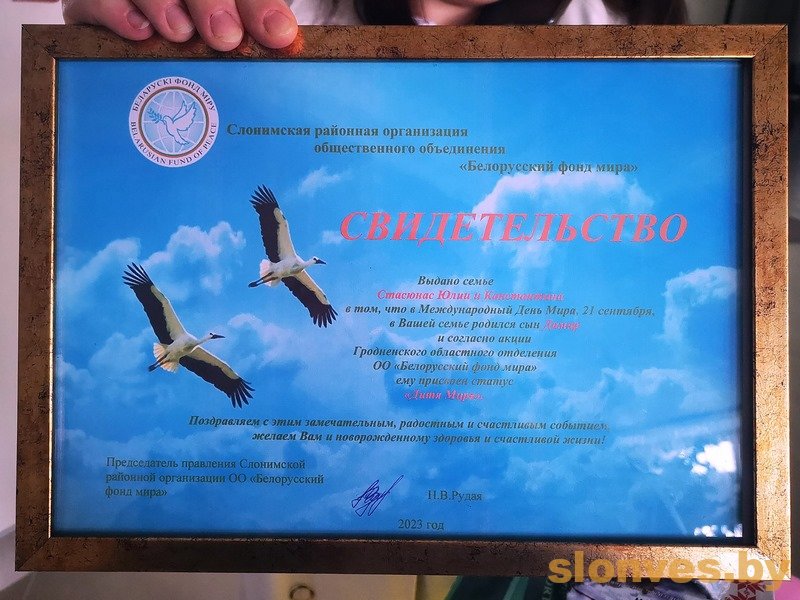 БЕЛАРУСКІ ФОНД МІРУ
BELARUSIAN FUND OF PEACE
Слонимская районная организация
общественного объединения
«Белорусский фонд мира»
СВИДЕТЕЛЬСТВО
Выдано семье
Стасюнас Юлии и Константина
в том, что в Международный День Мира, 21 сентября,
в Вашей семье родился сын
и согласно акции
Гродненского областного отделения
ОО «Белорусский фонд мира»
ему присвоен статус
«Дитя Мира».
Поздравляем с этим замечательным, радостным и счастливым событием,
желаем Вам и новорожденному здоровья и счастливой жизни!
Председатель правления Слонимской
районной организации ОО «Белорусский
фонд мира»
Н.В.Рудая
2023 год
slonves.by